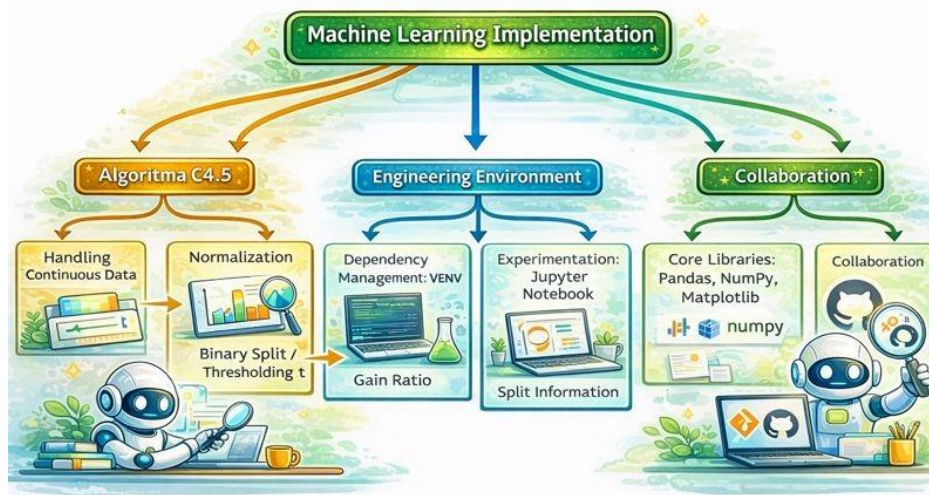 Machine Learning Implementation
Algoritma C4.5
Engineering Environment
Collaboration
Handling
Continuous Data
t
Normalization
Binary Split /
Thresholding t
Dependency
Management: VENV
Gain Ratio
Experimentation:
Jupyter
Notebook
Split Information
Core Libraries:
Pandas, NumPy,
Matplotlib
numpy
Collaboration